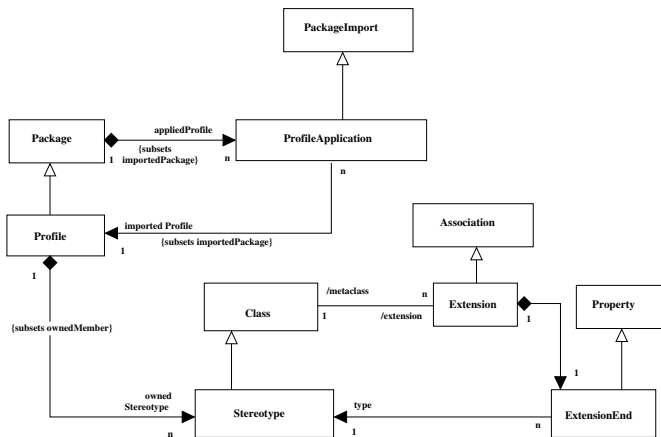 PackageImport
appliedProfile
Package
ProfileApplication
1
{subsets
importedPackage}
n
n
imported Profile
{subsets importedPackage}
Profile
1
1
Association
/metaclass
n
Class
1
/extension
Extension
1
Property
{subsets ownedMember}
1
owned
Stereotype
n
Stereotype
type
1
n
ExtensionEnd